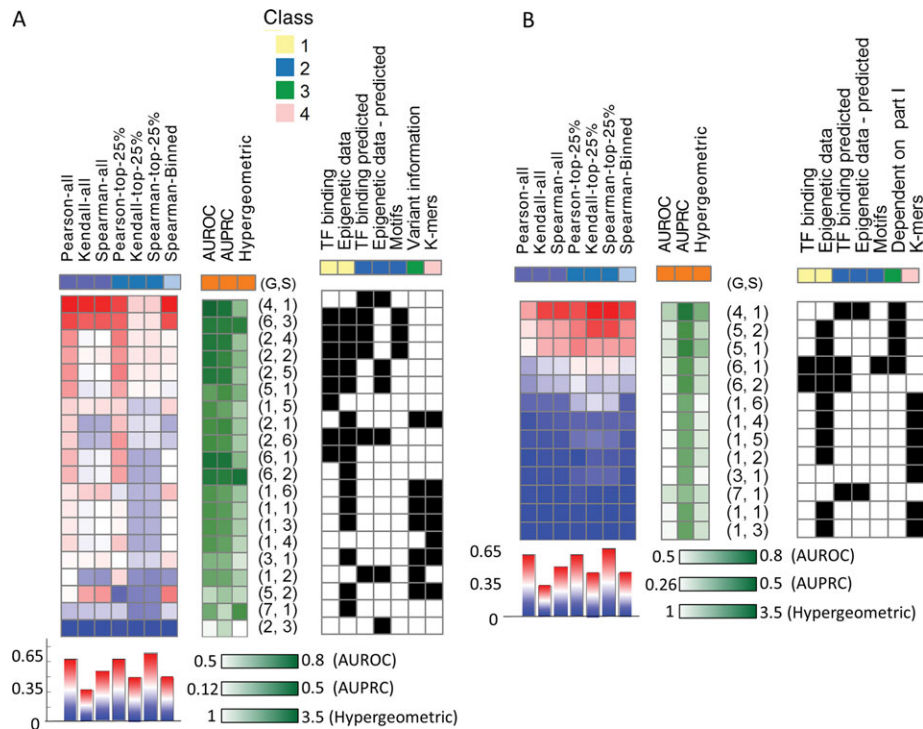 A
Class
1
2
3
4
Pearson-all
Kendall-all
Spearman-all
Pearson-top-25%
Kendall-top-25%
Spearman-top-25%
Spearman-Binned
AUROC
AUPRC
Hypergeometric
TF binding
Epigenetic data
TF binding predicted
Epigenetic data - predicted
Motifs
Variant information
K-mers
(G,S)
(4, 1)
(6, 3)
(2, 4)
(2, 2)
(2, 5)
(5, 1)
(1, 5)
(2, 1)
(2, 6)
(6, 1)
(6, 2)
(1, 6)
(1, 1)
(1, 3)
(1, 4)
(3, 1)
(1, 2)
(5, 2)
(7, 1)
(2, 3)
0.65
0.35
0
0.5 0.8 (AUROC)
0.12 0.5 (AUPRC)
1 3.5 (Hypergeometric)
B
Pearson-all
Kendall-all
Spearman-all
Pearson-top-25%
Kendall-top-25%
Spearman-top-25%
Spearman-Binned
AUROC
AUPRC
Hypergeometric
TF binding
Epigenetic data
TF binding predicted
Epigenetic data - predicted
Motifs
Dependent on part I
K-mers
(G,S)
(4, 1)
(5, 2)
(5, 1)
(6, 1)
(6, 2)
(1, 6)
(1, 4)
(1, 5)
(1, 2)
(3, 1)
(7, 1)
(1, 1)
(1, 3)
0.65
0.35
0
0.5 0.8 (AUROC)
0.26 0.5 (AUPRC)
1 3.5 (Hypergeometric)